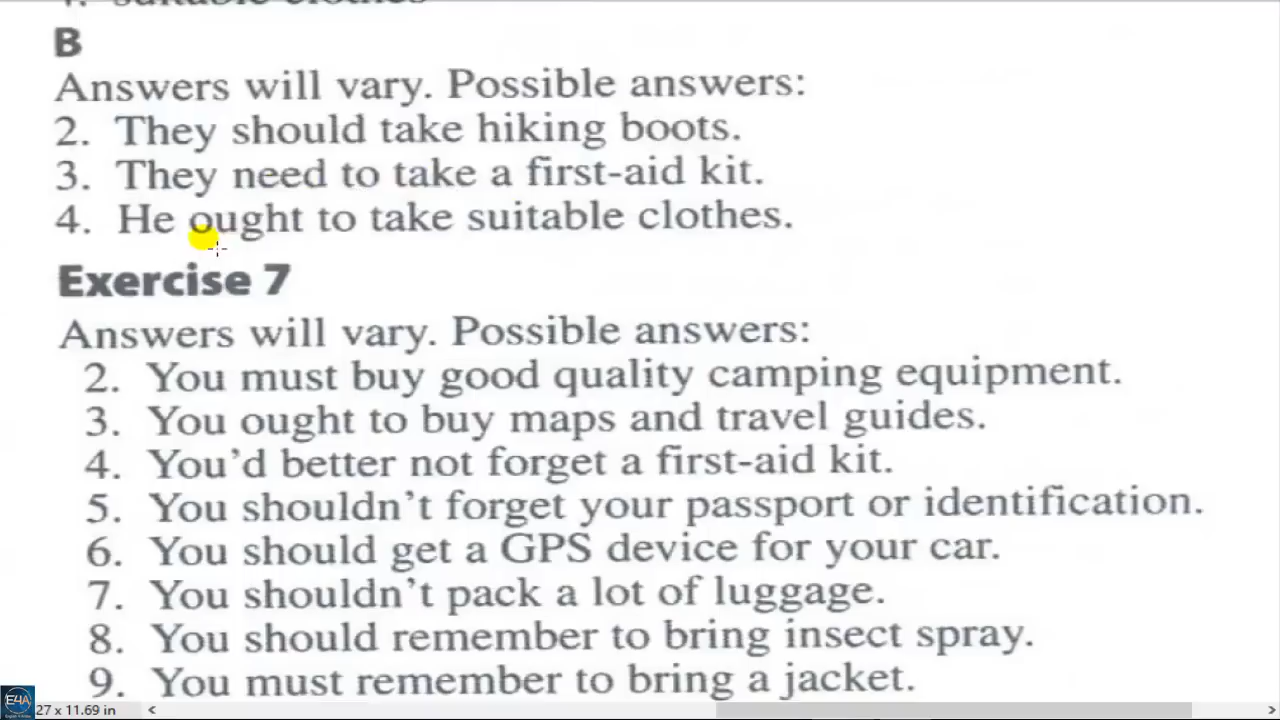 4. suitable clothes
B
Answers will vary. Possible answers:
2. They should take hiking boots.
3. They need to take a first-aid kit.
4. He ought to take suitable clothes.
Exercise 7
Answers will vary. Possible answers:
2. You must buy good quality camping equipment.
3. You ought to buy maps and travel guides.
4. You'd better not forget a first-aid kit.
5. You shouldn't forget your passport or identification.
6. You should get a GPS device for your car.
7. You shouldn't pack a lot of luggage.
8. You should remember to bring insect spray.
9. You must remember to bring a jacket.
E4A
27 x 11.69 in